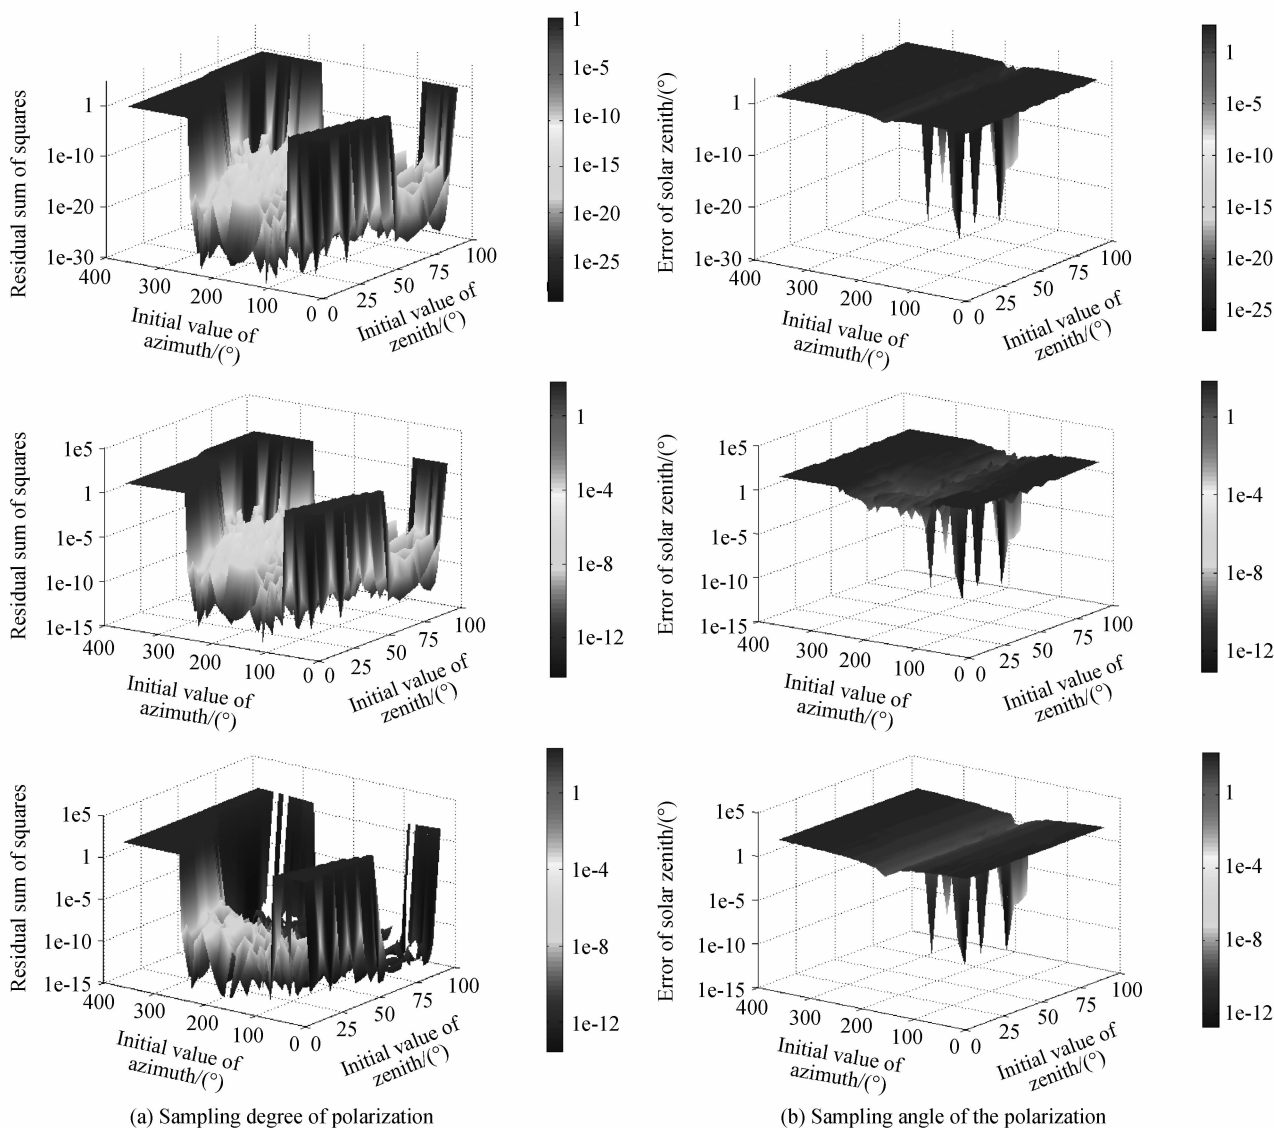 Residual sum of squares
1
1e-10
1e-20
1e-30
400
300
200
100
0
0
25
50
75
100
Initial value of
azimuth/(°)
Initial value of
zenith/(°)
1
1e-5
1e-10
1e-15
1e-20
1e-25
Error of solar zenith/(°)
1
1e-10
1e-20
1e-30
400
300
200
100
0
0
25
50
75
100
Initial value of
azimuth/(°)
Initial value of
zenith/(°)
1
1e-5
1e-10
1e-15
1e-20
1e-25
Residual sum of squares
1e5
1
1e-5
1e-10
1e-15
400
300
200
100
0
0
25
50
75
100
Initial value of
azimuth/(°)
Initial value of
zenith/(°)
1
1e-4
1e-8
1e-12
Error of solar zenith/(°)
1e5
1
1e-5
1e-10
1e-15
400
300
200
100
0
0
25
50
75
100
Initial value of
azimuth/(°)
Initial value of
zenith/(°)
1
1e-4
1e-8
1e-12
Residual sum of squares
1e5
1
1e-5
1e-10
1e-15
400
300
200
100
0
0
25
50
75
100
Initial value of
azimuth/(°)
Initial value of
zenith/(°)
1
1e-4
1e-8
1e-12
Error of solar zenith/(°)
1e5
1
1e-5
1e-10
1e-15
400
300
200
100
0
0
25
50
75
100
Initial value of
azimuth/(°)
Initial value of
zenith/(°)
1
1e-4
1e-8
1e-12
(a) Sampling degree of polarization
(b) Sampling angle of the polarization